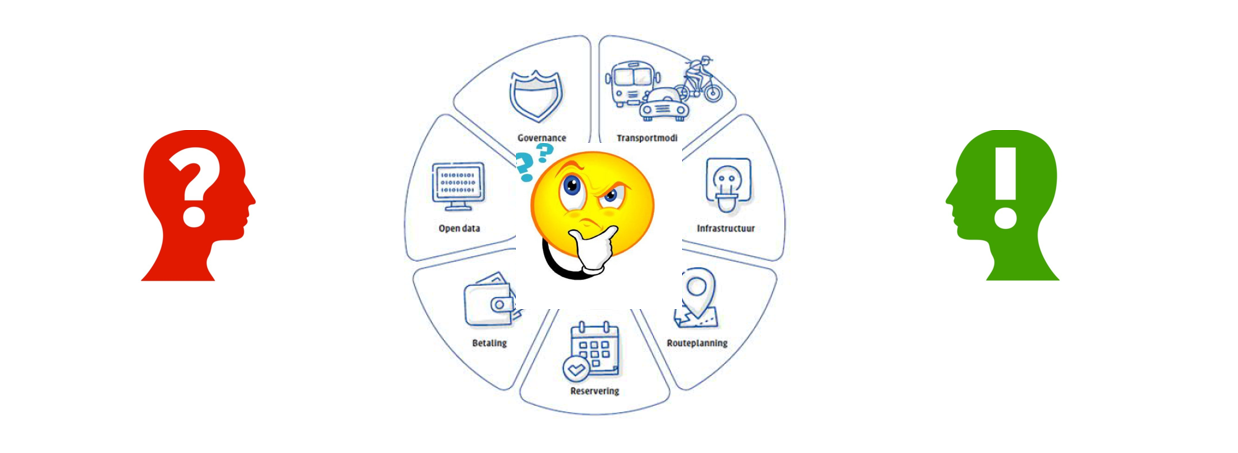 Governance
Transportmodi
?
!
? ?
Open data
Infrastructuur
Betaling
Routeplanning
Reservering